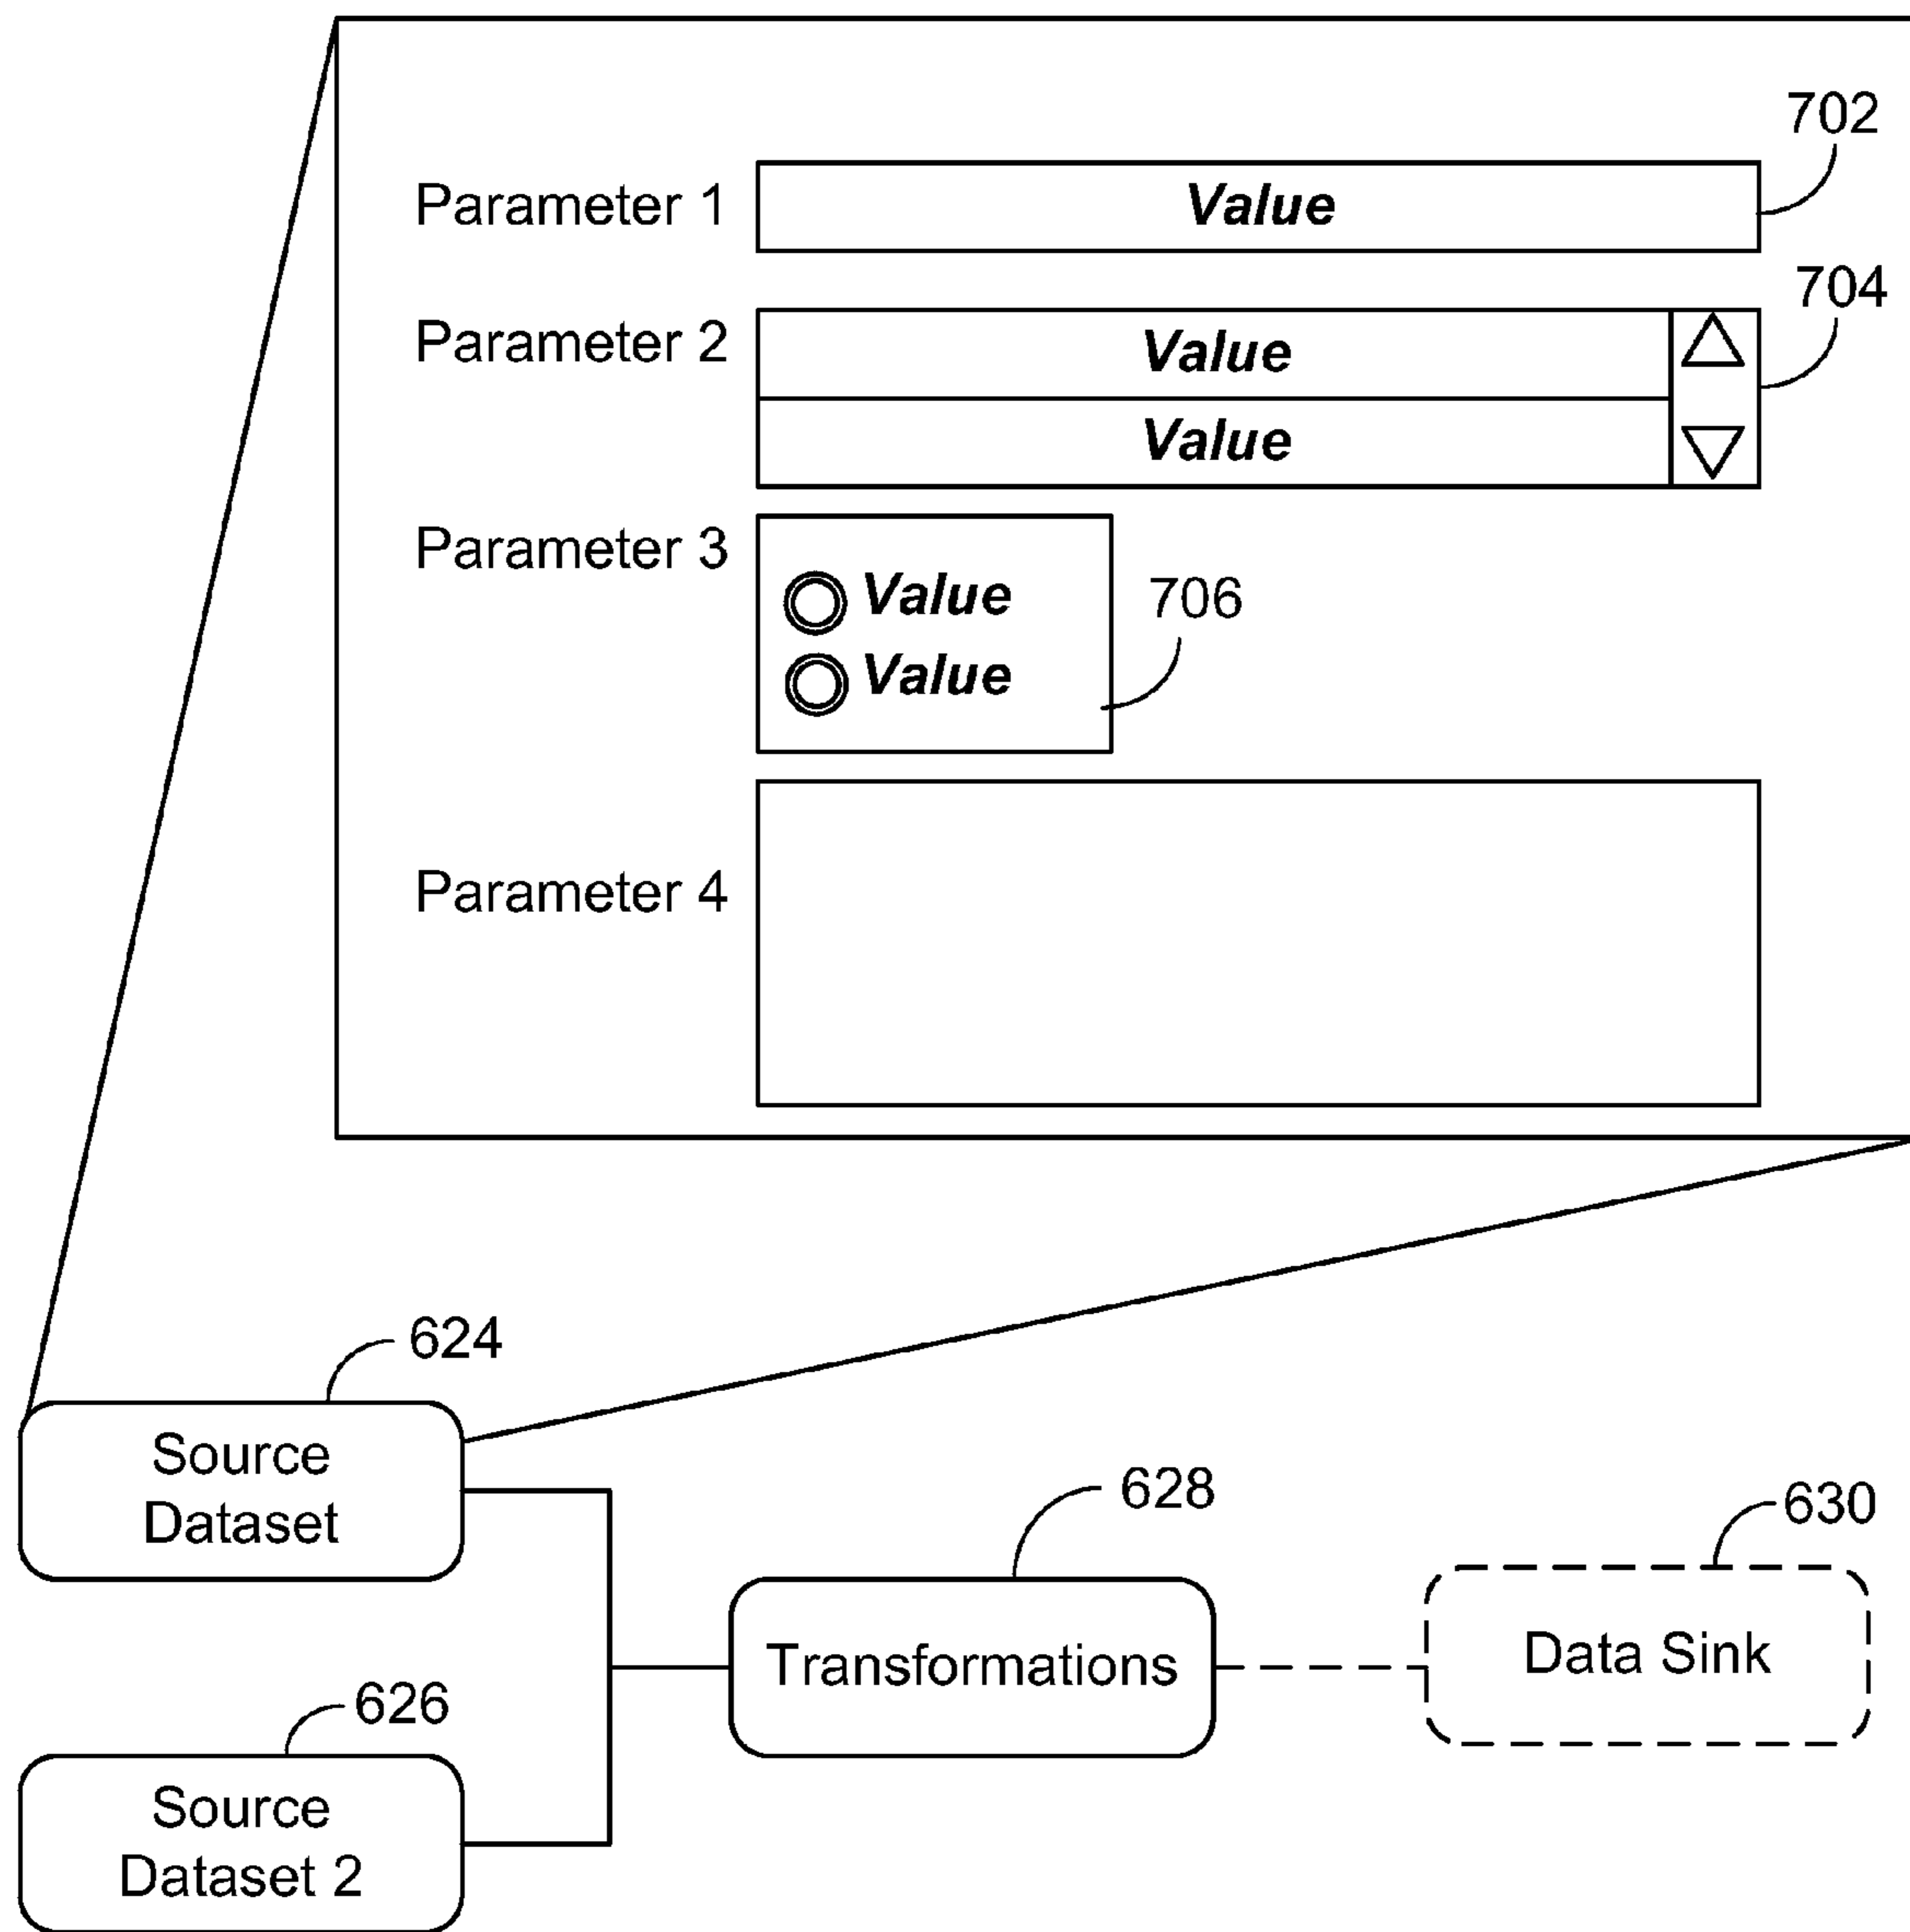 702
Parameter 1 Value
704
Parameter 2 Value
Value
Parameter 3
Value
706
Value
Parameter 4
624
Source
Dataset
628
630
Transformations
Data Sink
626
Source
Dataset 2